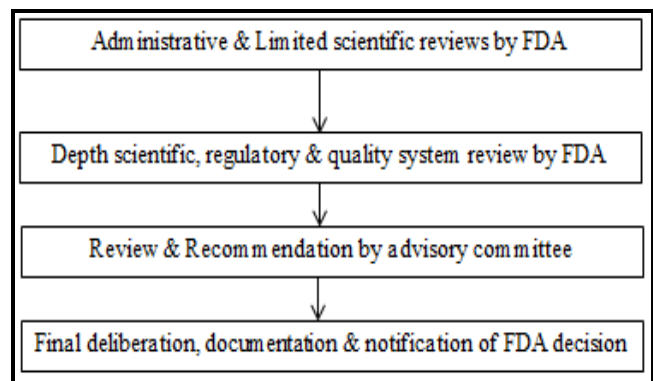 Administrative & Limited scientific reviews by FDA
Depth scientific, regulatory & quality system review by FDA
Review & Recommendation by advisory committee
Final deliberation, documentation & notification of FDA decision